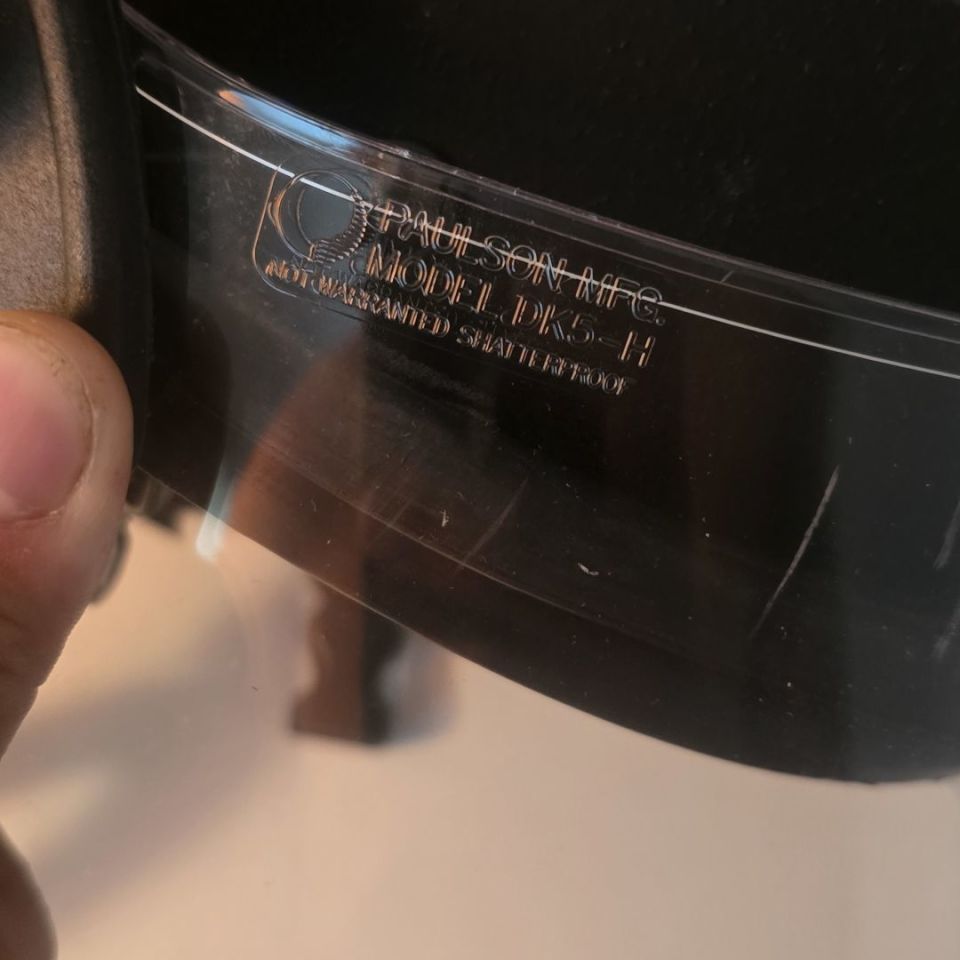 PAULSON MFG.
MODEL DK5-H
NOT WARRANTED SHATTERPROOF